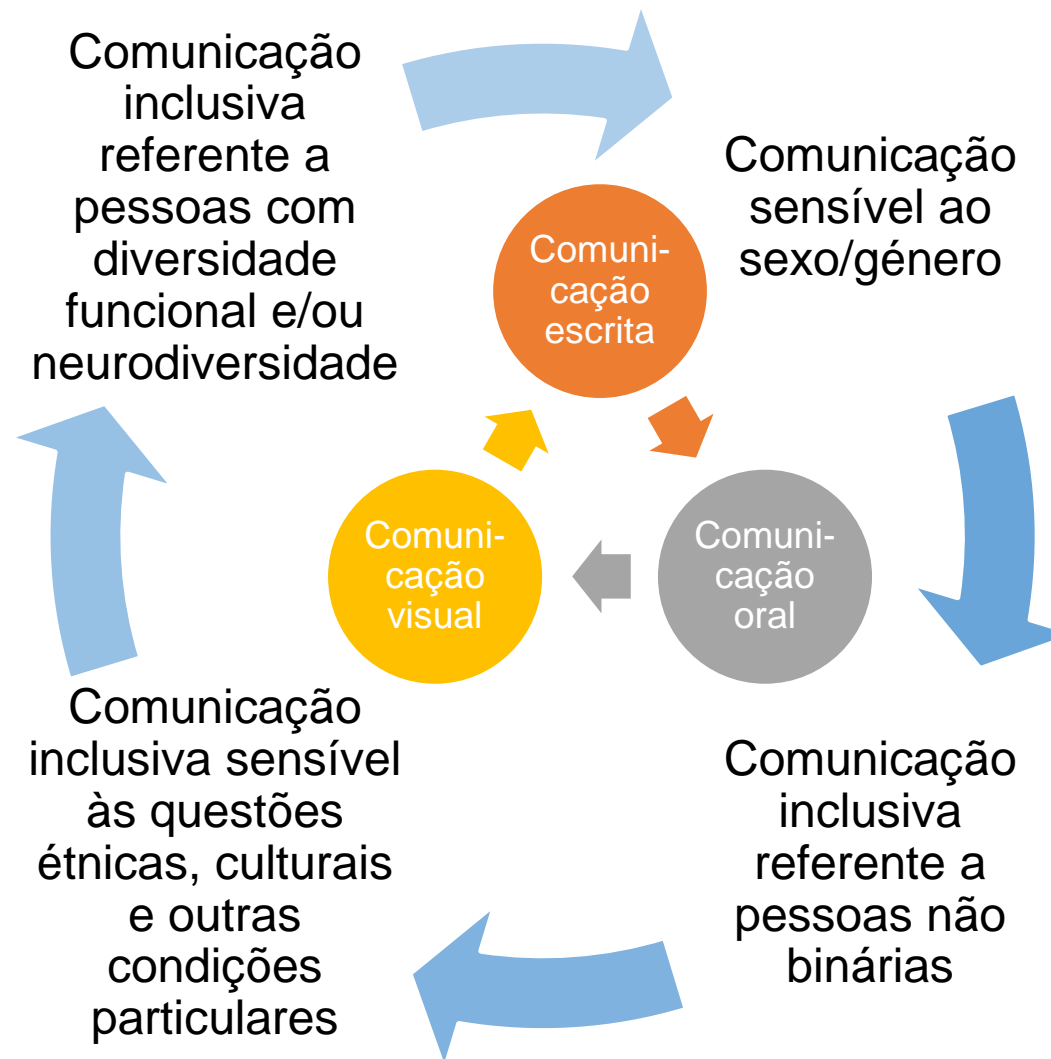 Comunicação
inclusiva
referente a
pessoas com
diversidade
funcional e/ou
neurodiversidade
Comunicação
sensível ao
sexo/género
Comuni-
cação
escrita
Comuni-
cação
visual
Comuni-
cação
oral
Comunicação
inclusiva sensível
às questões
étnicas, culturais
e outras
condições
particulares
Comunicação
inclusiva
referente a
pessoas não
binárias